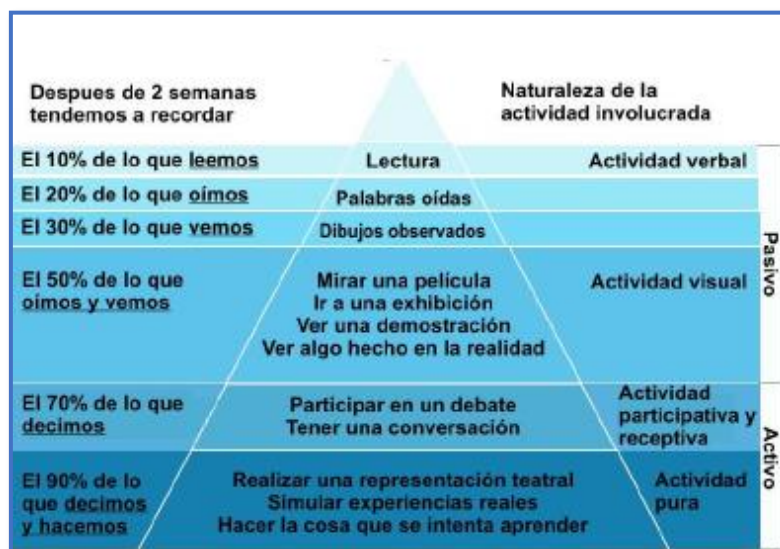 Despues de 2 semanas
tendemos a recordar
Naturaleza de la
actividad involucrada
El 10% de lo que leemos
Lectura
Actividad verbal
El 20% de lo que oímos
Palabras oídas
El 30% de lo que vemos
Dibujos observados
El 50% de lo que
oímos y vemos
Mirar una película
Ir a una exhibición
Ver una demostración
Ver algo hecho en la realidad
Actividad visual
Pasivo
El 70% de lo que
decimos
Participar en un debate
Tener una conversación
Actividad
participativa y
receptiva
El 90% de lo
que decimos
y hacemos
Realizar una representación teatral
Simular experiencias reales
Hacer la cosa que se intenta aprender
Actividad
pura
Activo